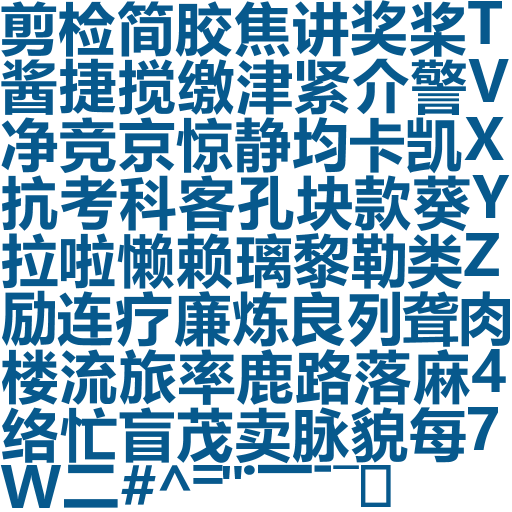 剪检简胶焦讲奖桨T
酱捷搅缴津紧介警V
净竞京惊静均卡凯X
抗考科客孔块款葵Y
拉啦懒赖璃黎勒类Z
励连疗廉炼良列聋肉
楼流旅率鹿路落麻4
络忙盲茂卖脉貌每7
W二#^="·一-¯□